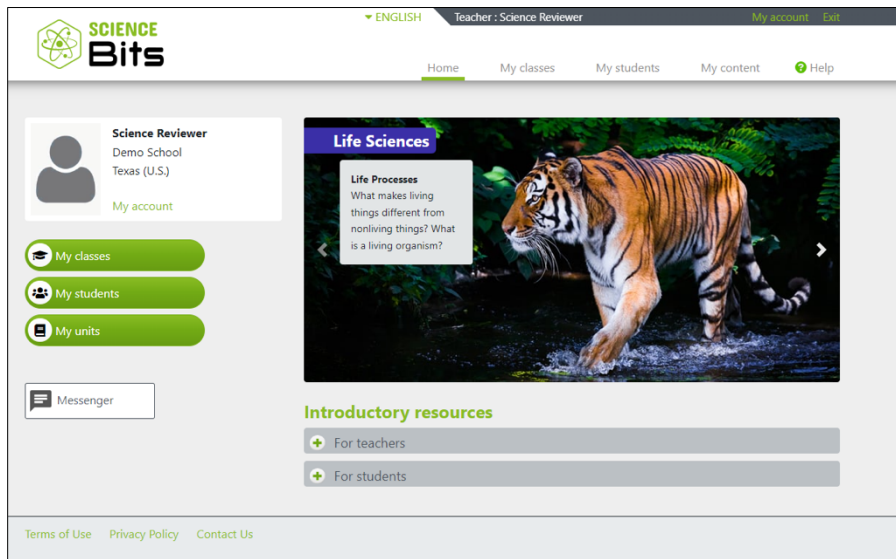 SCIENCE
Bits
ENGLISH
Teacher : Science Reviewer
My account Exit
Home My classes My students My content Help
Science Reviewer
Demo School
Texas (U.S.)
My account
My classes
My students
My units
Messenger
Life Sciences
Life Processes
What makes living
things different from
nonliving things? What
is a living organism?
Introductory resources
For teachers
For students
Terms of Use Privacy Policy Contact Us